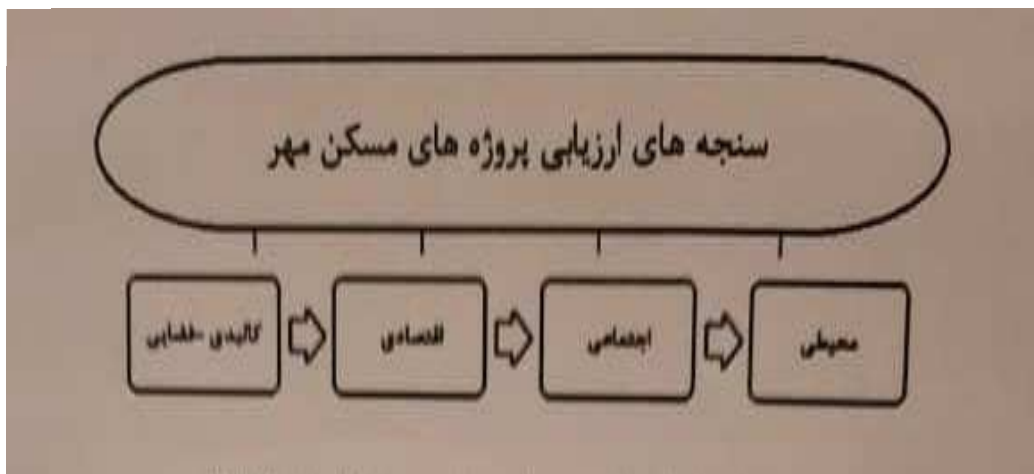 سنجه های ارزیابی پروژه های مسکن مهر
محیطی
اجتماعی
اقتصادی
کالبدی -فضایی